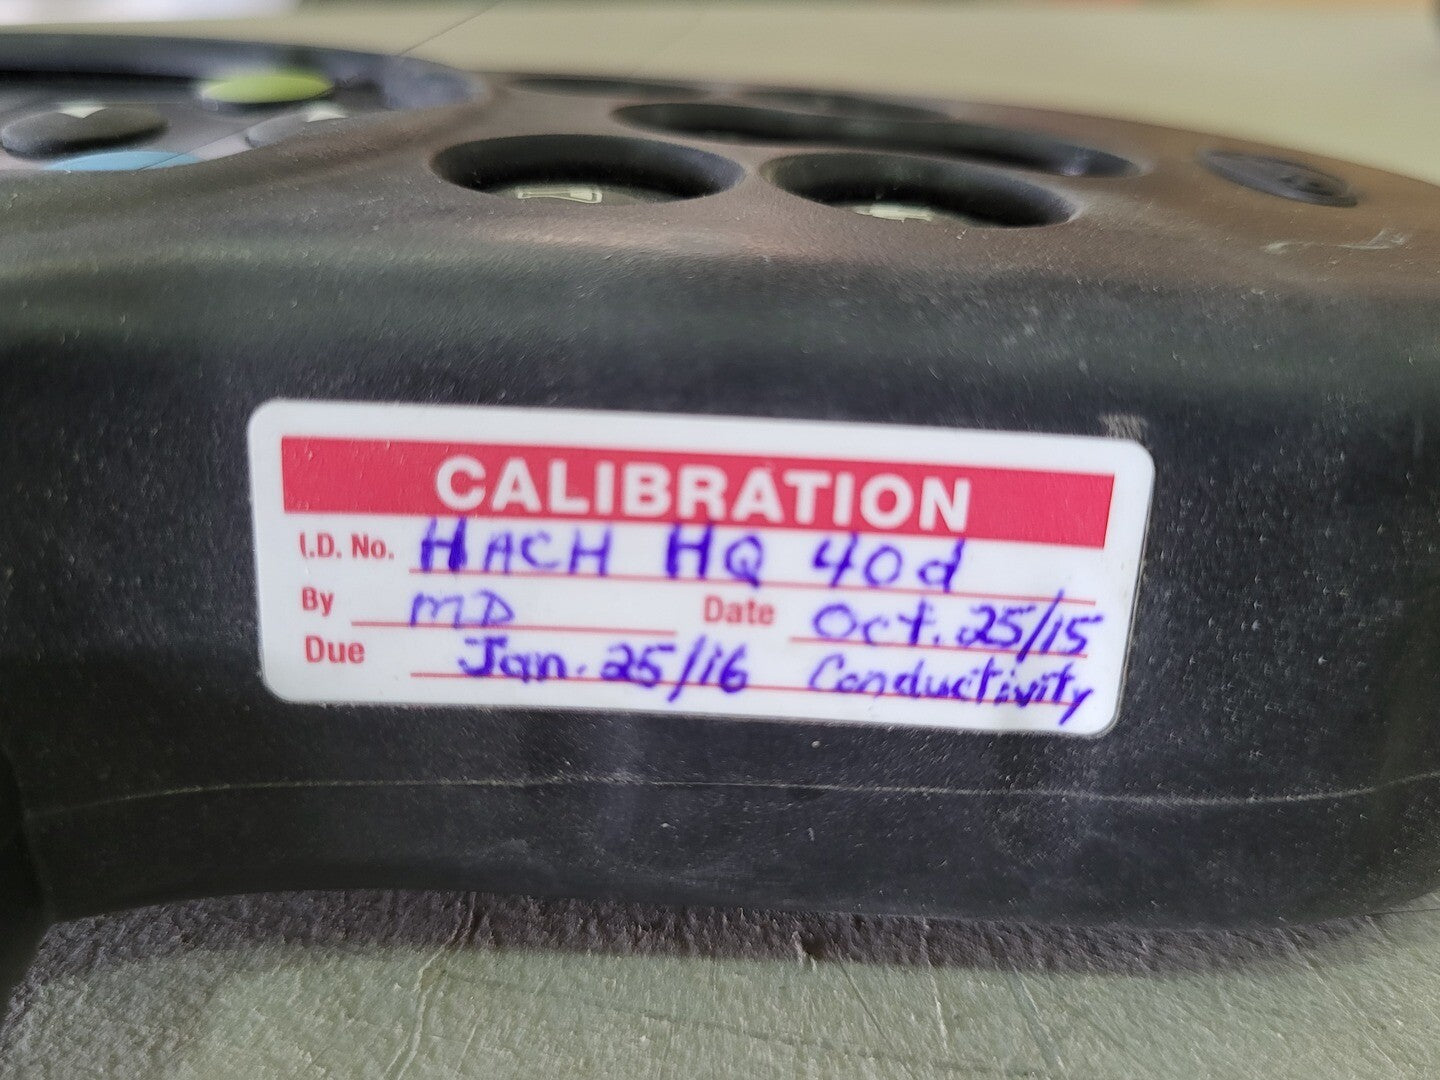 CALIBRATION
I.D. No. HACH HQ 40d
By MD Date Oct. 25/15
Due Jan. 25/16 Conductivity